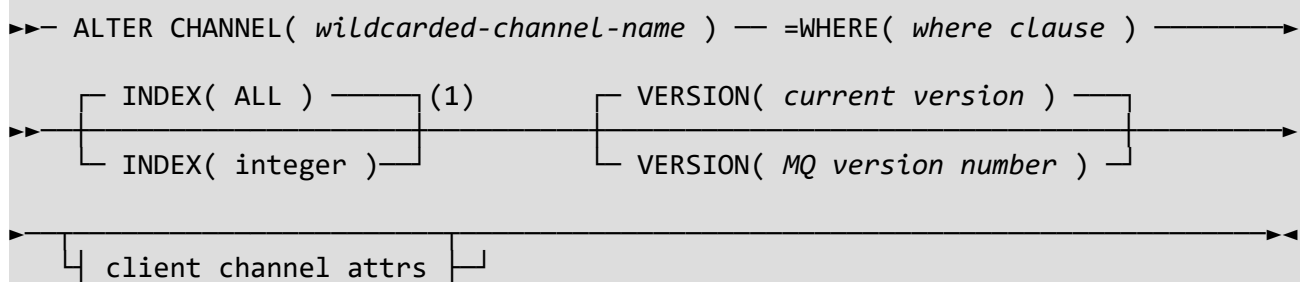 ALTER CHANNEL( wildcarded-channel-name ) =WHERE( where clause )
INDEX( ALL ) (1) VERSION( current version )
INDEX( integer ) VERSION( MQ version number )
client channel attrs